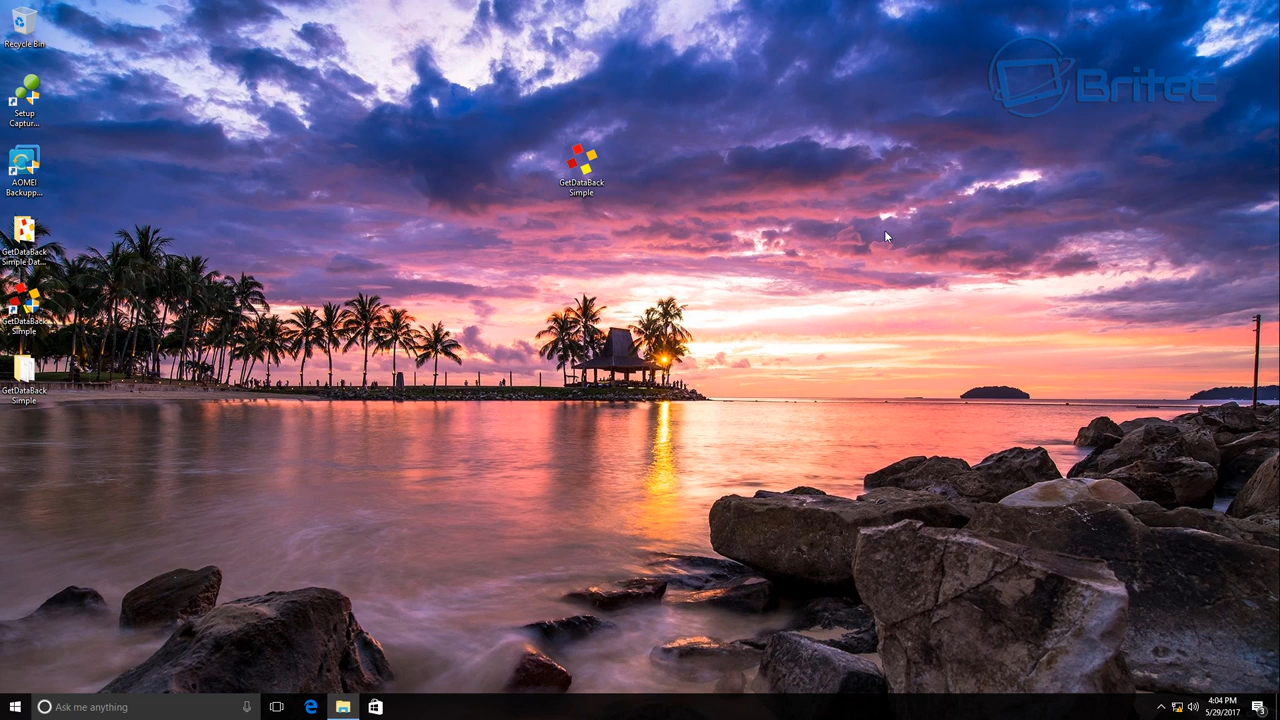 Recycle Bin
Setup
Captur...
AOMEI
Backupp...
GetDataBack
Simple Dat...
GetDataBack
Simple
GetDataBack
Simple
GetDataBack
Simple
Britec
Ask me anything
4:04 PM
5/29/2017
3